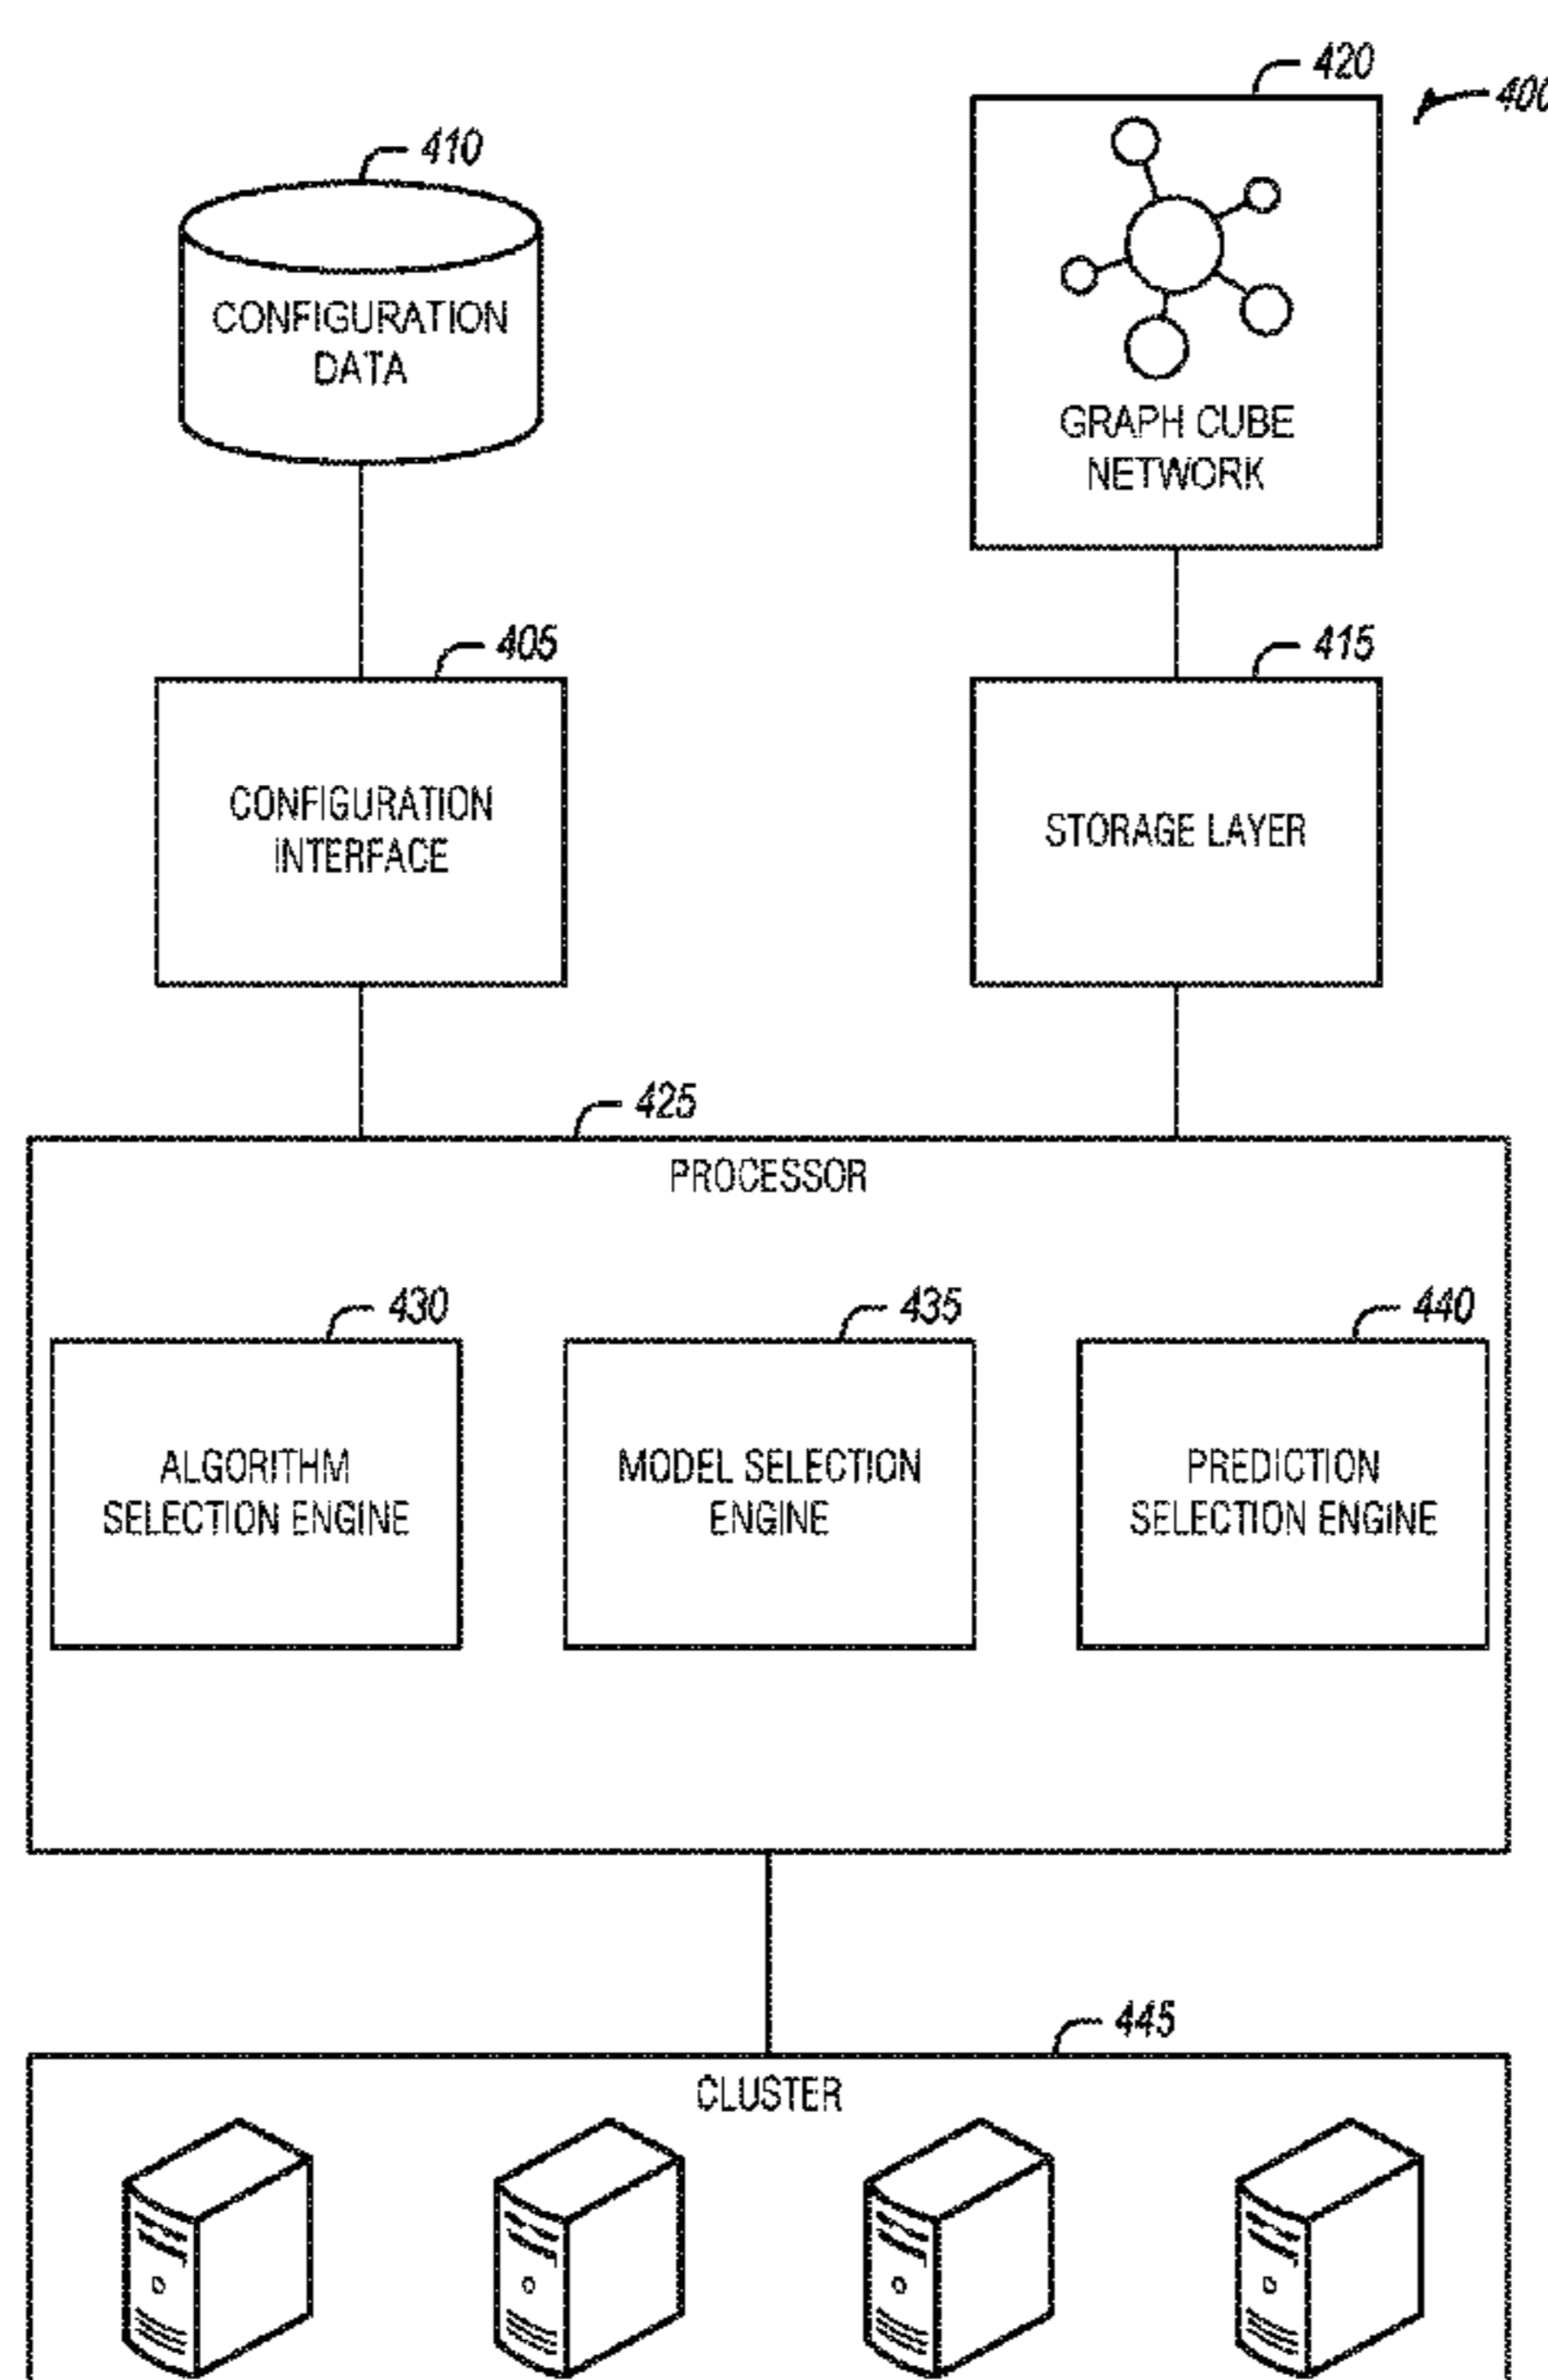 420
400
410
CONFIGURATION
DATA
GRAPH CUBE
NETWORK
405
415
CONFIGURATION
INTERFACE
STORAGE LAYER
425
PROCESSOR
430
435
440
ALGORITHM
SELECTION ENGINE
MODEL SELECTION
ENGINE
PREDICTION
SELECTION ENGINE
445
CLUSTER